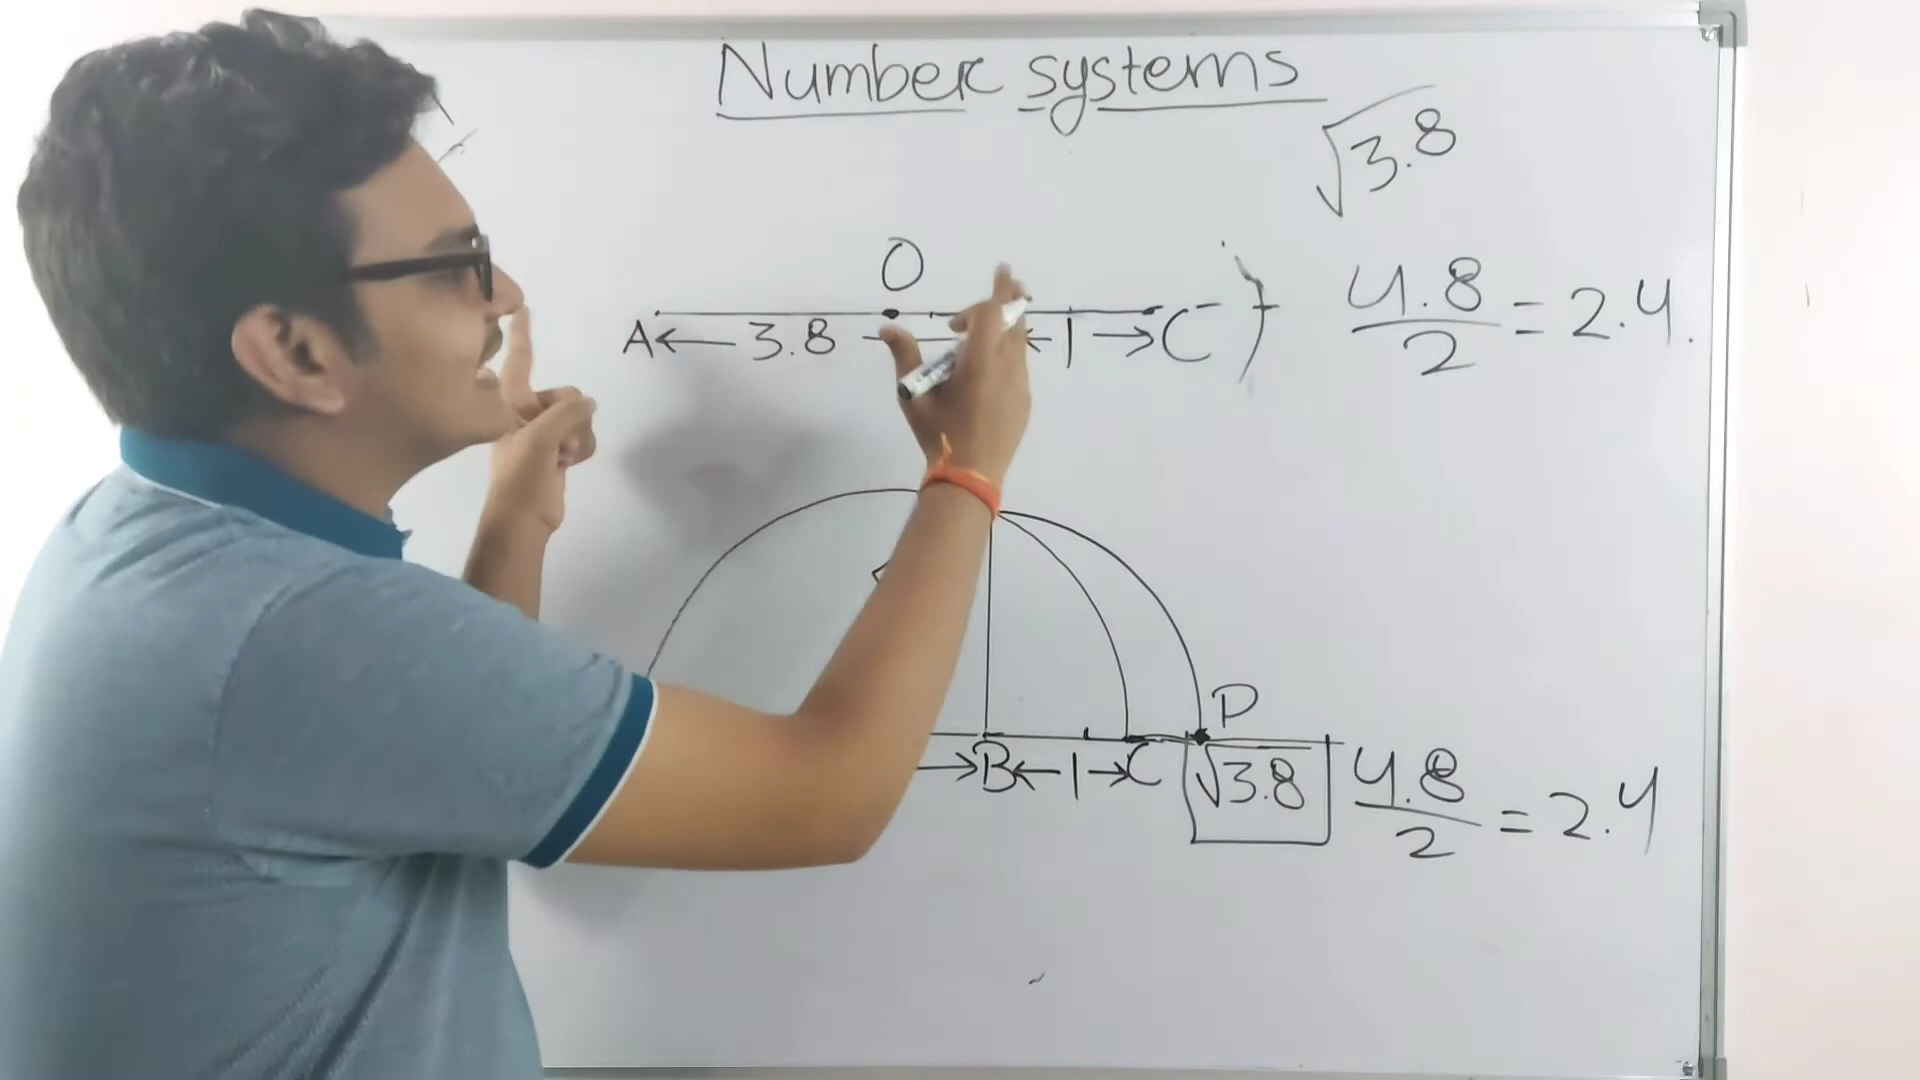 Number systems
√3.8
O
A ← 3.8 ← 1 → C
4.8/2 = 2.4.
P
→ B ← 1 → C √3.8 4.8/2 = 2.4